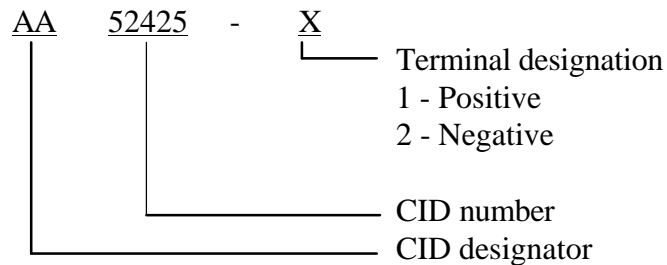 AA 52425 - X
Terminal designation
1 - Positive
2 - Negative
CID number
CID designator